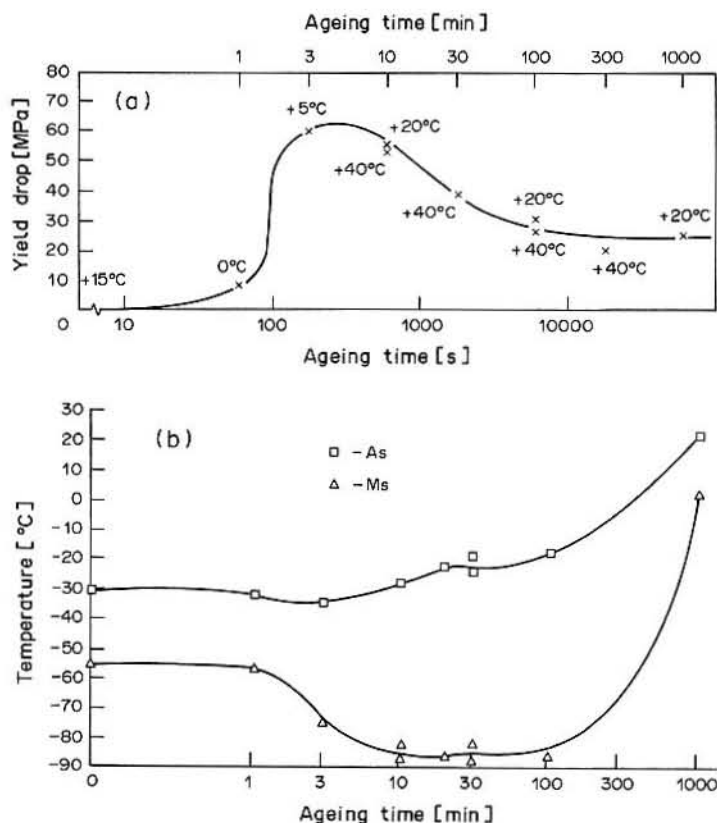 Ageing time [min]
1 3 10 30 100 300 1000
80
(a)
70
+5°C
60
+20°C
50
+40°C
40
+40°C
+20°C
+20°C
30
+40°C
20
+40°C
+15°C
0°C
10
0
10 100 1000 10000
Yield drop [MPa]
Ageing time [s]
30
(b)
20
□ -As
10
△ -Ms
0
-10
-20
-30
-40
-50
-60
-70
-80
-90
Temperature [°C]
0 1 3 10 30 100 300 1000
Ageing time [min]